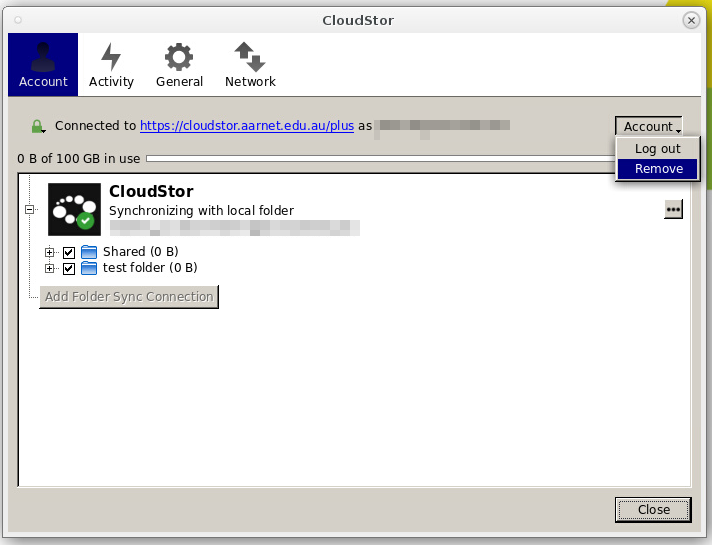 CloudStor
Account Activity General Network
Connected to https://cloudstor.aarnet.edu.au/plus as
Account
Log out
Remove
0 B of 100 GB in use
CloudStor
Synchronizing with local folder
Shared (0 B)
test folder (0 B)
Add Folder Sync Connection
Close